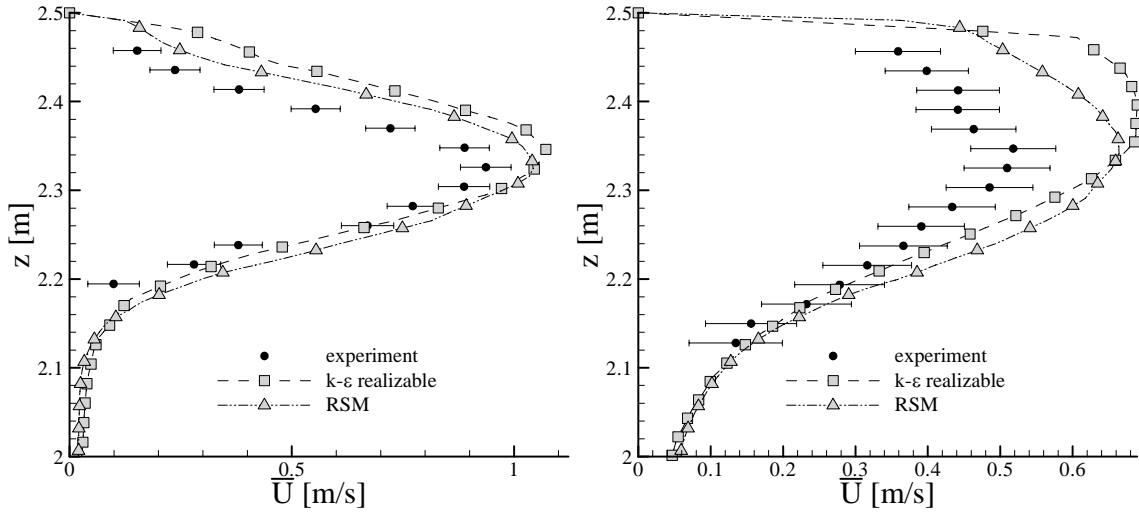 2.5
2.4
2.3
2.2
2.1
2
z [m]
0
0.5
1
U̅ [m/s]
experiment
k-ε realizable
RSM
2.5
2.4
2.3
2.2
2.1
2
z [m]
0
0.1
0.2
0.3
0.4
0.5
0.6
U̅ [m/s]
experiment
k-ε realizable
RSM